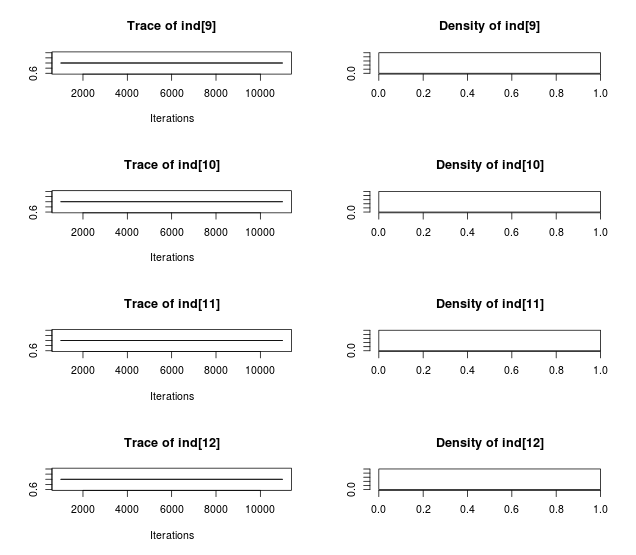 Trace of ind[9]
Density of ind[9]
0.6
0.0
2000 4000 6000 8000 10000
0.0 0.2 0.4 0.6 0.8 1.0
Iterations
Trace of ind[10]
Density of ind[10]
0.6
0.0
2000 4000 6000 8000 10000
0.0 0.2 0.4 0.6 0.8 1.0
Iterations
Trace of ind[11]
Density of ind[11]
0.6
0.0
2000 4000 6000 8000 10000
0.0 0.2 0.4 0.6 0.8 1.0
Iterations
Trace of ind[12]
Density of ind[12]
0.6
0.0
2000 4000 6000 8000 10000
0.0 0.2 0.4 0.6 0.8 1.0
Iterations